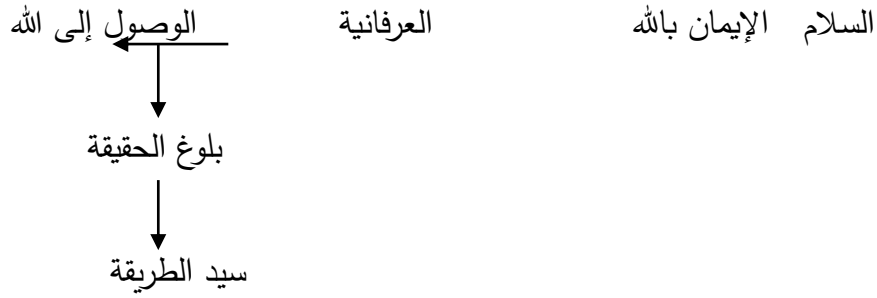 السلام الإيمان بالله العرفانية الوصول إلى الله
بلوغ الحقيقة
سيد الطريقة